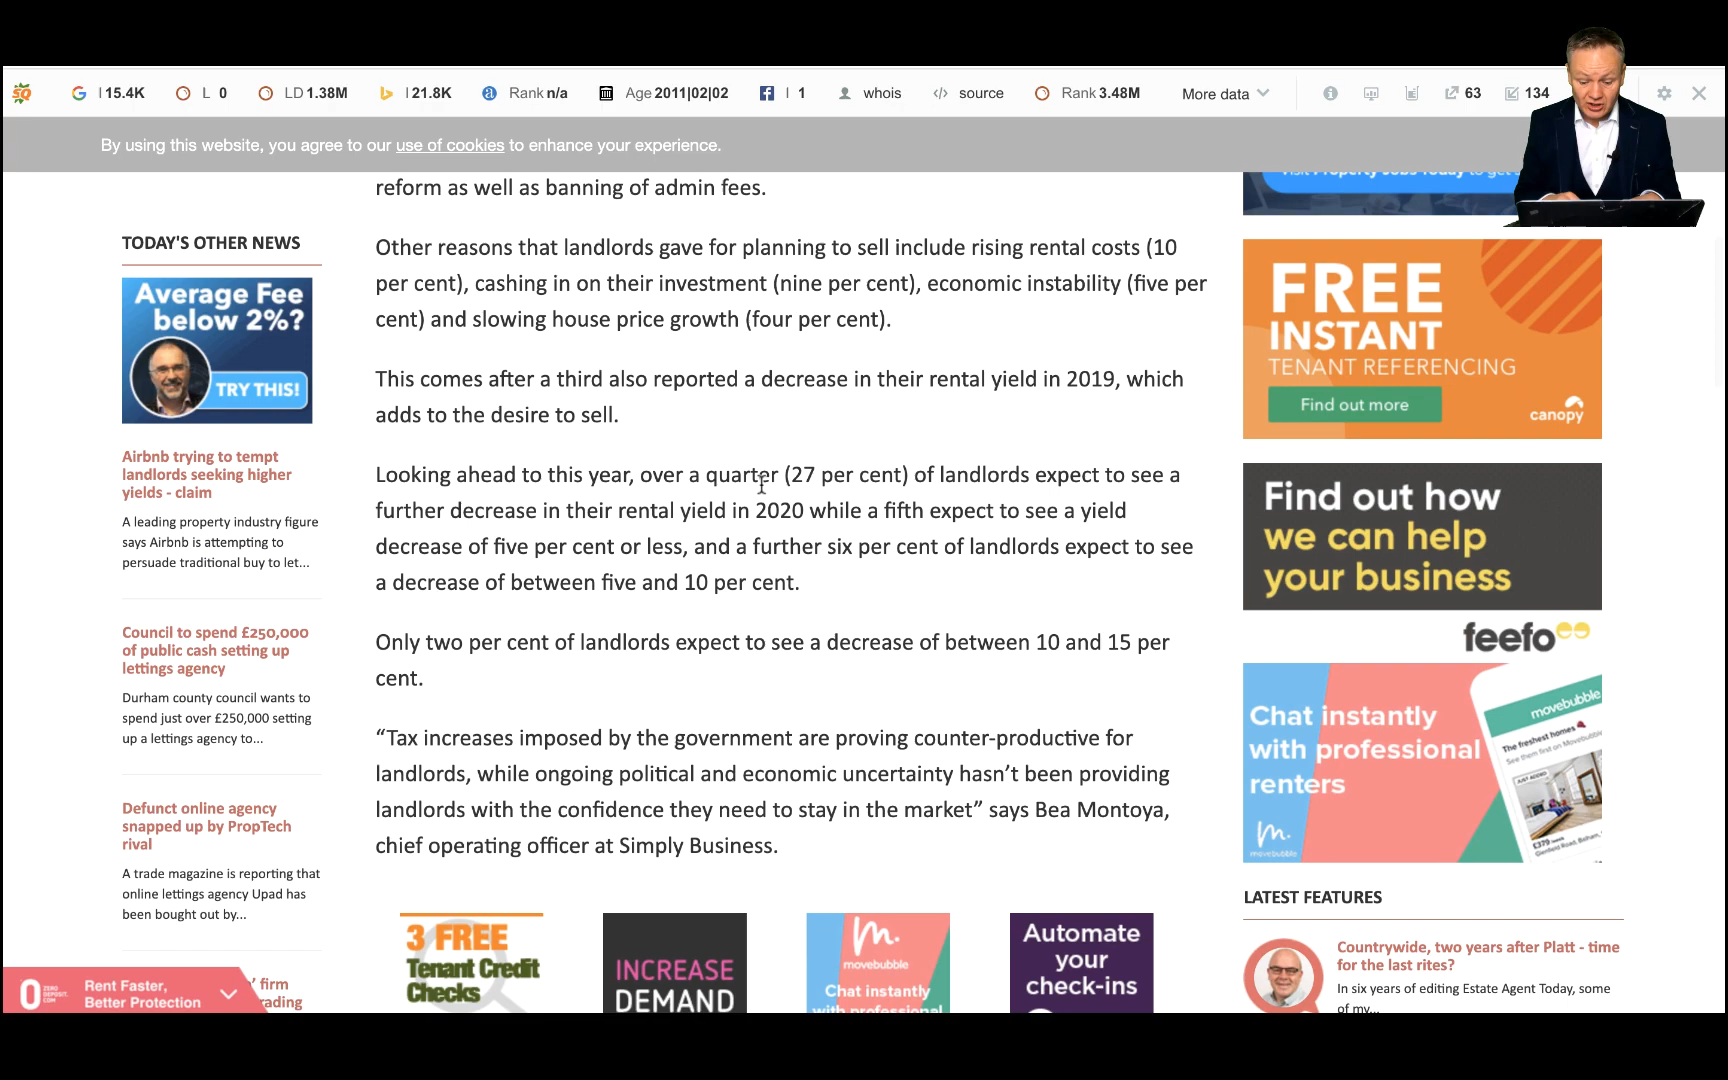 I 15.4K L 0 LD 1.38M I 21.8K Rank n/a Age 2011|02|02 I 1 whois source Rank 3.48M More data 63 134
By using this website, you agree to our use of cookies to enhance your experience.
reform as well as banning of admin fees.
Other reasons that landlords gave for planning to sell include rising rental costs (10
per cent), cashing in on their investment (nine per cent), economic instability (five per
cent) and slowing house price growth (four per cent).
This comes after a third also reported a decrease in their rental yield in 2019, which
adds to the desire to sell.
Looking ahead to this year, over a quarter (27 per cent) of landlords expect to see a
further decrease in their rental yield in 2020 while a fifth expect to see a yield
decrease of five per cent or less, and a further six per cent of landlords expect to see
a decrease of between five and 10 per cent.
Only two per cent of landlords expect to see a decrease of between 10 and 15 per
cent.
“Tax increases imposed by the government are proving counter-productive for
landlords, while ongoing political and economic uncertainty hasn’t been providing
landlords with the confidence they need to stay in the market” says Bea Montoya,
chief operating officer at Simply Business.
TODAY'S OTHER NEWS
Average Fee
below 2%?
TRY THIS!
Airbnb trying to tempt
landlords seeking higher
yields - claim
A leading property industry figure
says Airbnb is attempting to
persuade traditional buy to let...
Council to spend £250,000
of public cash setting up
lettings agency
Durham county council wants to
spend just over £250,000 setting
up a lettings agency to...
Defunct online agency
snapped up by PropTech
rival
A trade magazine is reporting that
online lettings agency Upad has
been bought out by...
’ firm
Rent Faster,
Better Protection
3 FREE
Tenant Credit
Checks
INCREASE
DEMAND
m.
movebubble
Chat instantly
with professional
Automate
your
check-ins
Visit Property Jobs Today to get
FREE
INSTANT
TENANT REFERENCING
Find out more
canopy
Find out how
we can help
your business
feefo
Chat instantly
with professional
renters
m.
movebubble
movebubble
The freshest homes
See them first on Movebubble
JUST ADDED
£379
LATEST FEATURES
Countrywide, two years after Platt - time
for the last rites?
In six years of editing Estate Agent Today, some
of my...